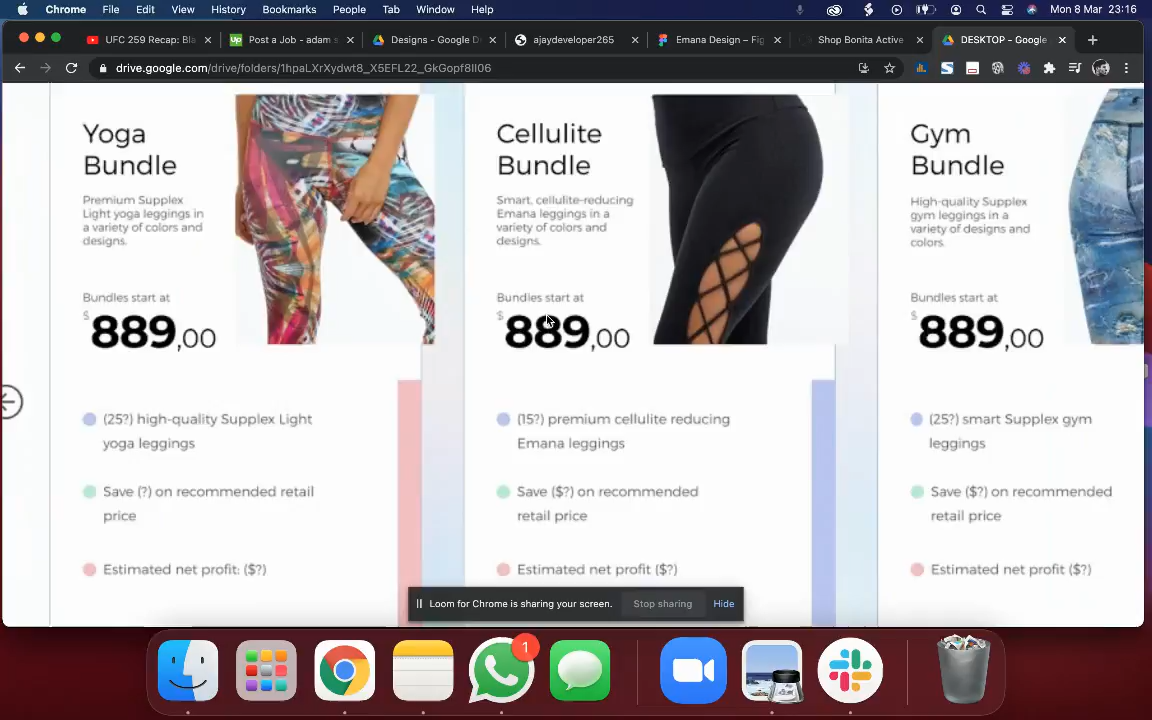 Chrome File Edit View History Bookmarks People Tab Window Help Mon 8 Mar 23:16
UFC 259 Recap: Bla
Post a Job - adam s
Designs - Google D
ajaydeveloper265
Emana Design – Fig
Shop Bonita Active
DESKTOP - Google
drive.google.com/drive/folders/1hpaLXrXydwt8_X5EFL22_GkGopf8lI06
Yoga
Bundle
Premium Supplex
Light yoga leggings in
a variety of colors and
designs.
Bundles start at
$
889,00
(25?) high-quality Supplex Light
yoga leggings
Save (?) on recommended retail
price
Estimated net profit: ($?)
Cellulite
Bundle
Smart, cellulite-reducing
Emana leggings in a
variety of colors and
designs.
Bundles start at
$
889,00
(15?) premium cellulite reducing
Emana leggings
Save ($?) on recommended
retail price
Estimated net profit ($?)
Gym
Bundle
High-quality Supplex
gym leggings in a
variety of designs and
colors.
Bundles start at
$
889,00
(25?) smart Supplex gym
leggings
Save ($?) on recommended
retail price
Estimated net profit ($?)
Loom for Chrome is sharing your screen.
Stop sharing
Hide
1